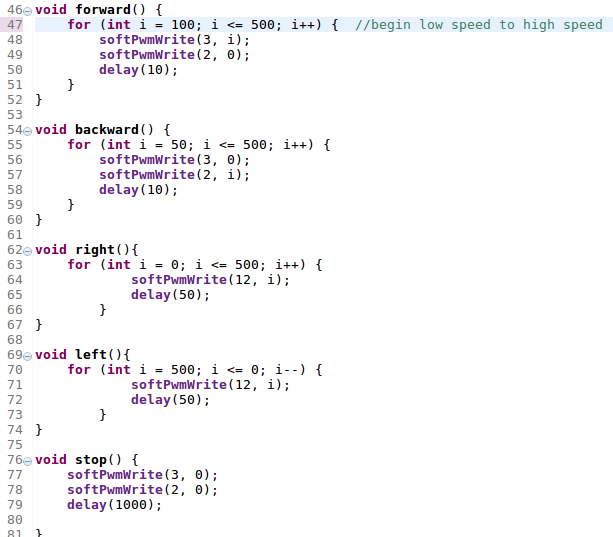 46 void forward() {
47     for (int i = 100; i <= 500; i++) {  //begin low speed to high speed
48         softPwmWrite(3, i);
49         softPwmWrite(2, 0);
50         delay(10);
51     }
52 }
53
54 void backward() {
55     for (int i = 50; i <= 500; i++) {
56         softPwmWrite(3, 0);
57         softPwmWrite(2, i);
58         delay(10);
59     }
60 }
61
62 void right(){
63     for (int i = 0; i <= 500; i++) {
64             softPwmWrite(12, i);
65             delay(50);
66         }
67 }
68
69 void left(){
70     for (int i = 500; i <= 0; i--) {
71             softPwmWrite(12, i);
72             delay(50);
73         }
74 }
75
76 void stop() {
77     softPwmWrite(3, 0);
78     softPwmWrite(2, 0);
79     delay(1000);
80
81 }